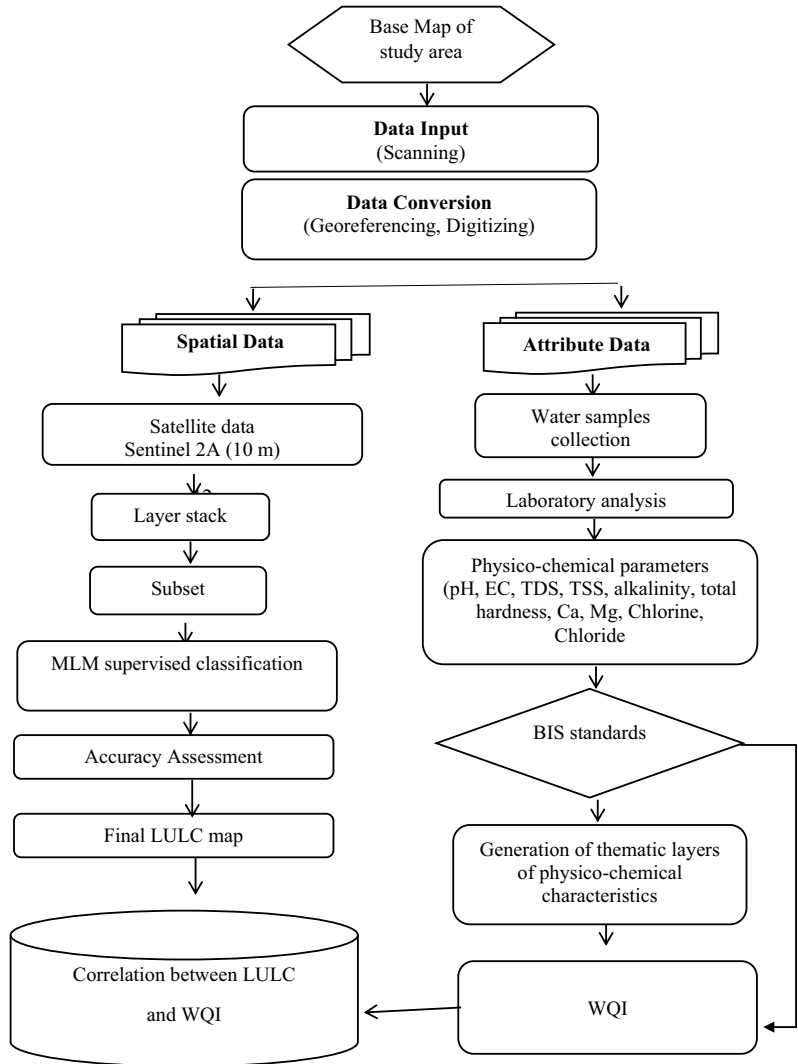 Base Map of
study area
Data Input
(Scanning)
Data Conversion
(Georeferencing, Digitizing)
Spatial Data
Attribute Data
Satellite data
Sentinel 2A (10 m)
Layer stack
Subset
MLM supervised classification
Accuracy Assessment
Final LULC map
Water samples
collection
Laboratory analysis
Physico-chemical parameters
(pH, EC, TDS, TSS, alkalinity, total
hardness, Ca, Mg, Chlorine,
Chloride
BIS standards
Generation of thematic layers
of physico-chemical
characteristics
WQI
Correlation between LULC
and WQI